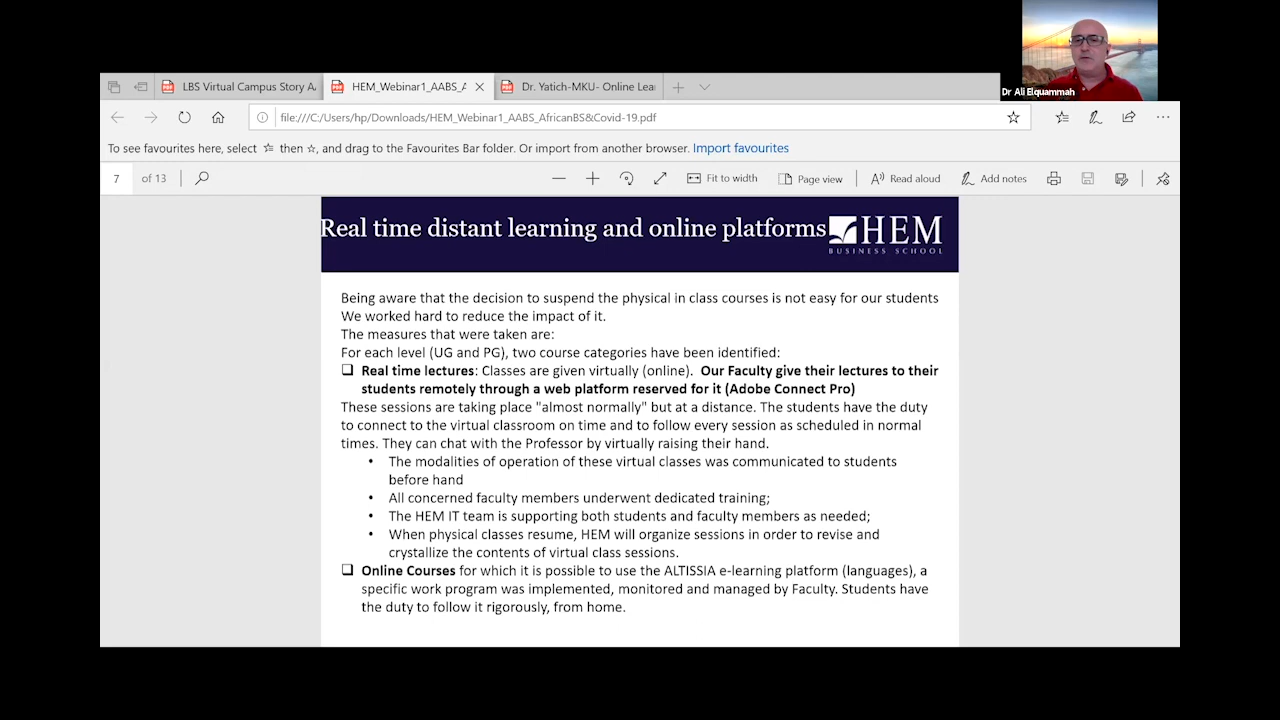 Dr Ali Elquammah
LBS Virtual Campus Story A
HEM_Webinar1_AABS_A
Dr. Yatich-MKU- Online Lea
file:///C:/Users/hp/Downloads/HEM_Webinar1_AABS_AfricanBS&Covid-19.pdf
To see favourites here, select then , and drag to the Favourites Bar folder. Or import from another browser. Import favourites
7 of 13
Fit to width
Page view
Read aloud
Add notes
Real time distant learning and online platforms
HEM
BUSINESS SCHOOL
Being aware that the decision to suspend the physical in class courses is not easy for our students
We worked hard to reduce the impact of it.
The measures that were taken are:
For each level (UG and PG), two course categories have been identified:
Real time lectures: Classes are given virtually (online). Our Faculty give their lectures to their
students remotely through a web platform reserved for it (Adobe Connect Pro)
These sessions are taking place "almost normally" but at a distance. The students have the duty
to connect to the virtual classroom on time and to follow every session as scheduled in normal
times. They can chat with the Professor by virtually raising their hand.
• The modalities of operation of these virtual classes was communicated to students
before hand
• All concerned faculty members underwent dedicated training;
• The HEM IT team is supporting both students and faculty members as needed;
• When physical classes resume, HEM will organize sessions in order to revise and
crystallize the contents of virtual class sessions.
Online Courses for which it is possible to use the ALTISSIA e-learning platform (languages), a
specific work program was implemented, monitored and managed by Faculty. Students have
the duty to follow it rigorously, from home.